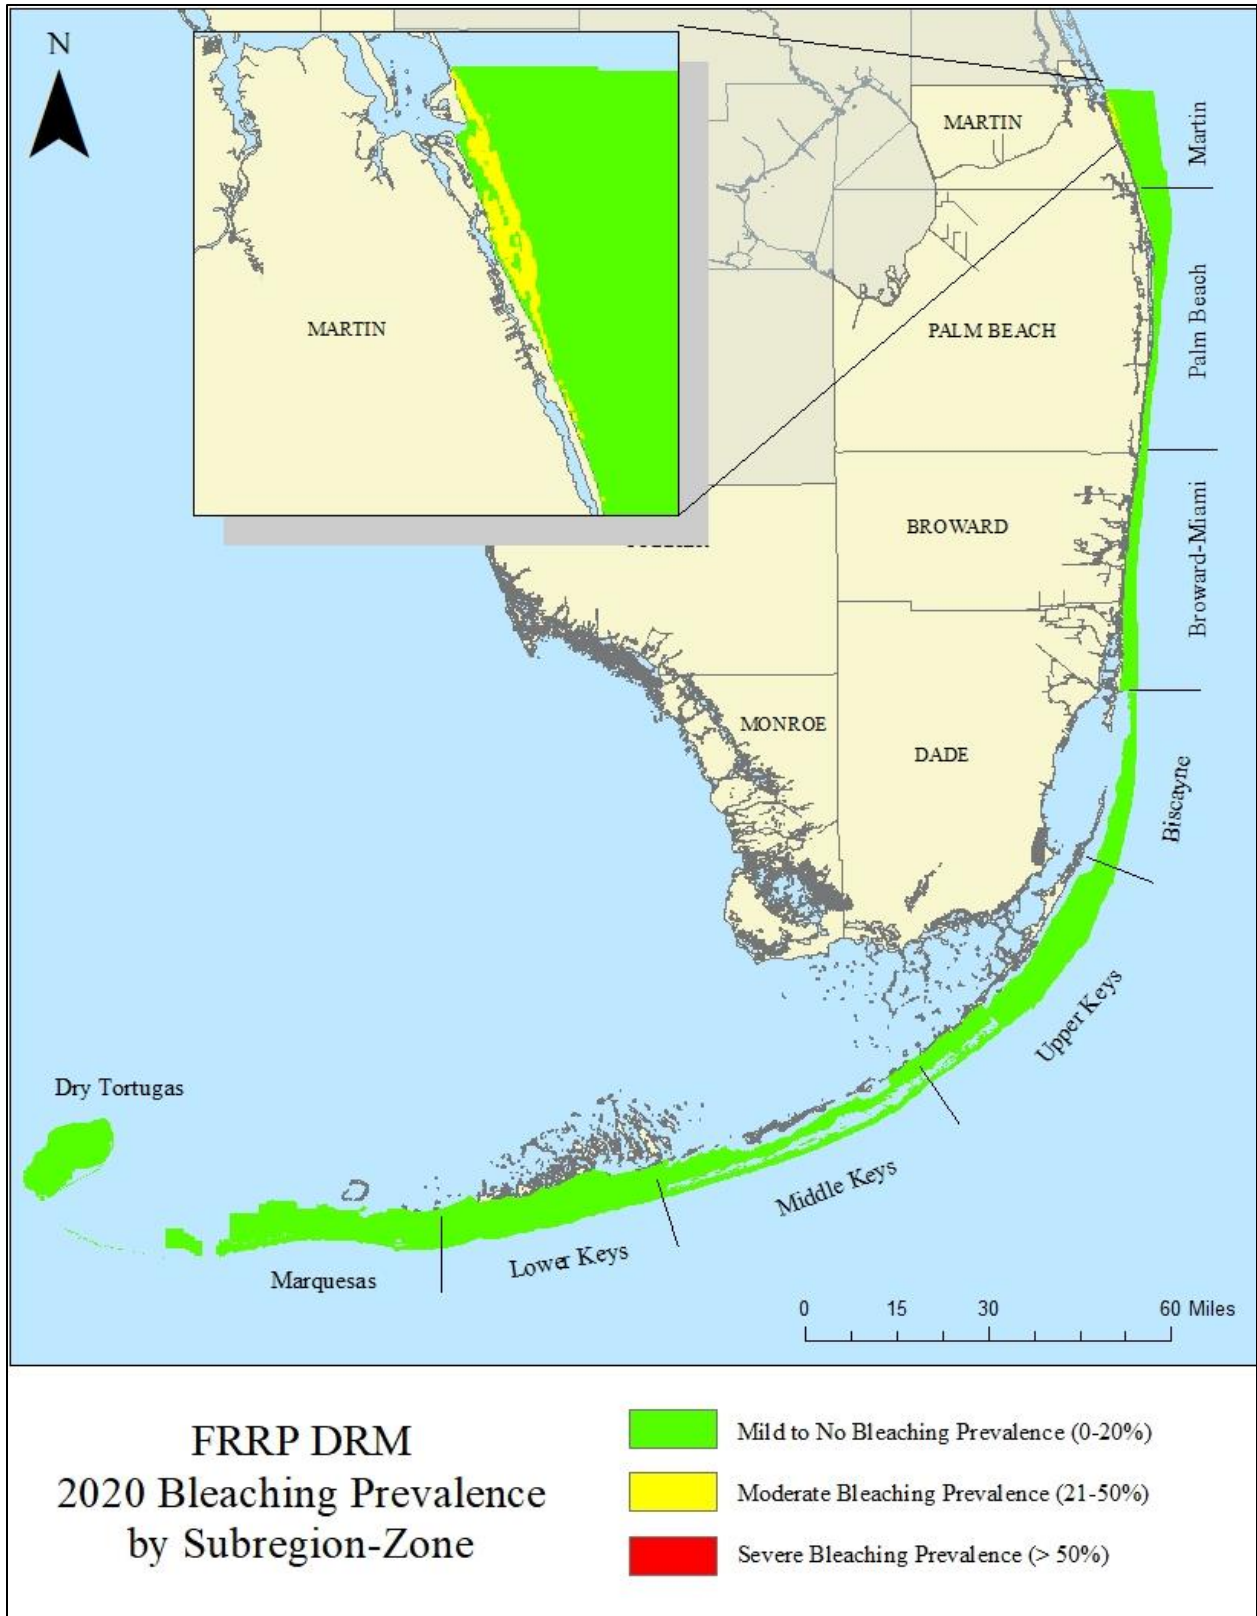 N
MARTIN
MARTIN
Martin
PALM BEACH
Palm Beach
BROWARD
Broward-Miami
MONROE
DADE
Biscayne
Upper Keys
Dry Tortugas
Middle Keys
Lower Keys
Marquesas
0 15 30 60 Miles
FRRP DRM
2020 Bleaching Prevalence
by Subregion-Zone
Mild to No Bleaching Prevalence (0-20%)
Moderate Bleaching Prevalence (21-50%)
Severe Bleaching Prevalence (> 50%)